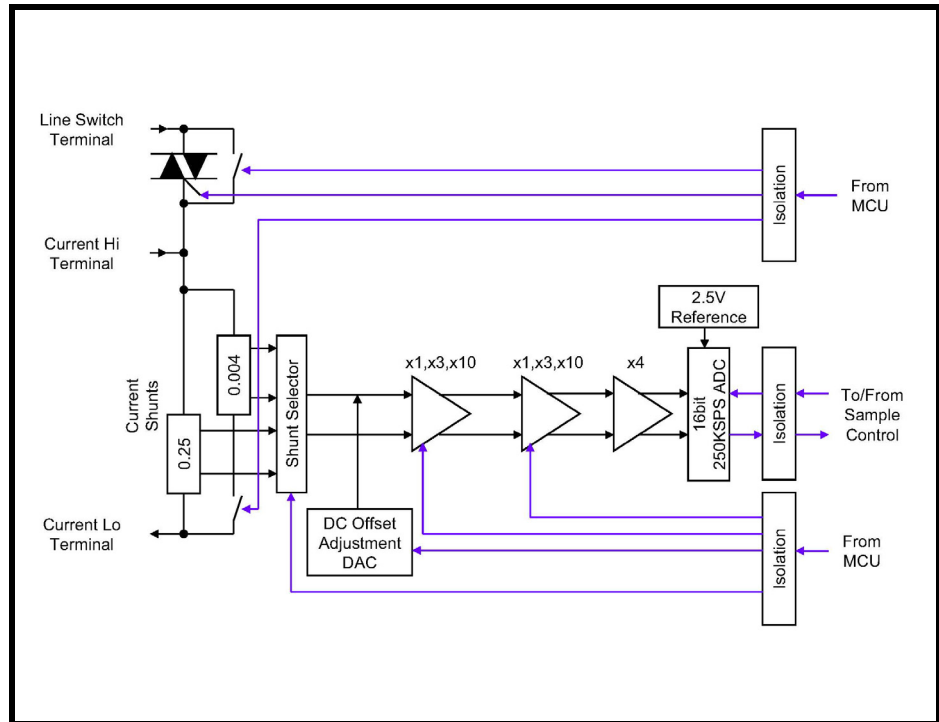 Line Switch
Terminal
Isolation
From
MCU
Current Hi
Terminal
2.5V
Reference
x1,x3,x10
x1,x3,x10
x4
0.004
Current
Shunts
0.25
Shunt Selector
16bit
250KSPS ADC
Isolation
To/From
Sample
Control
Current Lo
Terminal
DC Offset
Adjustment
DAC
Isolation
From
MCU